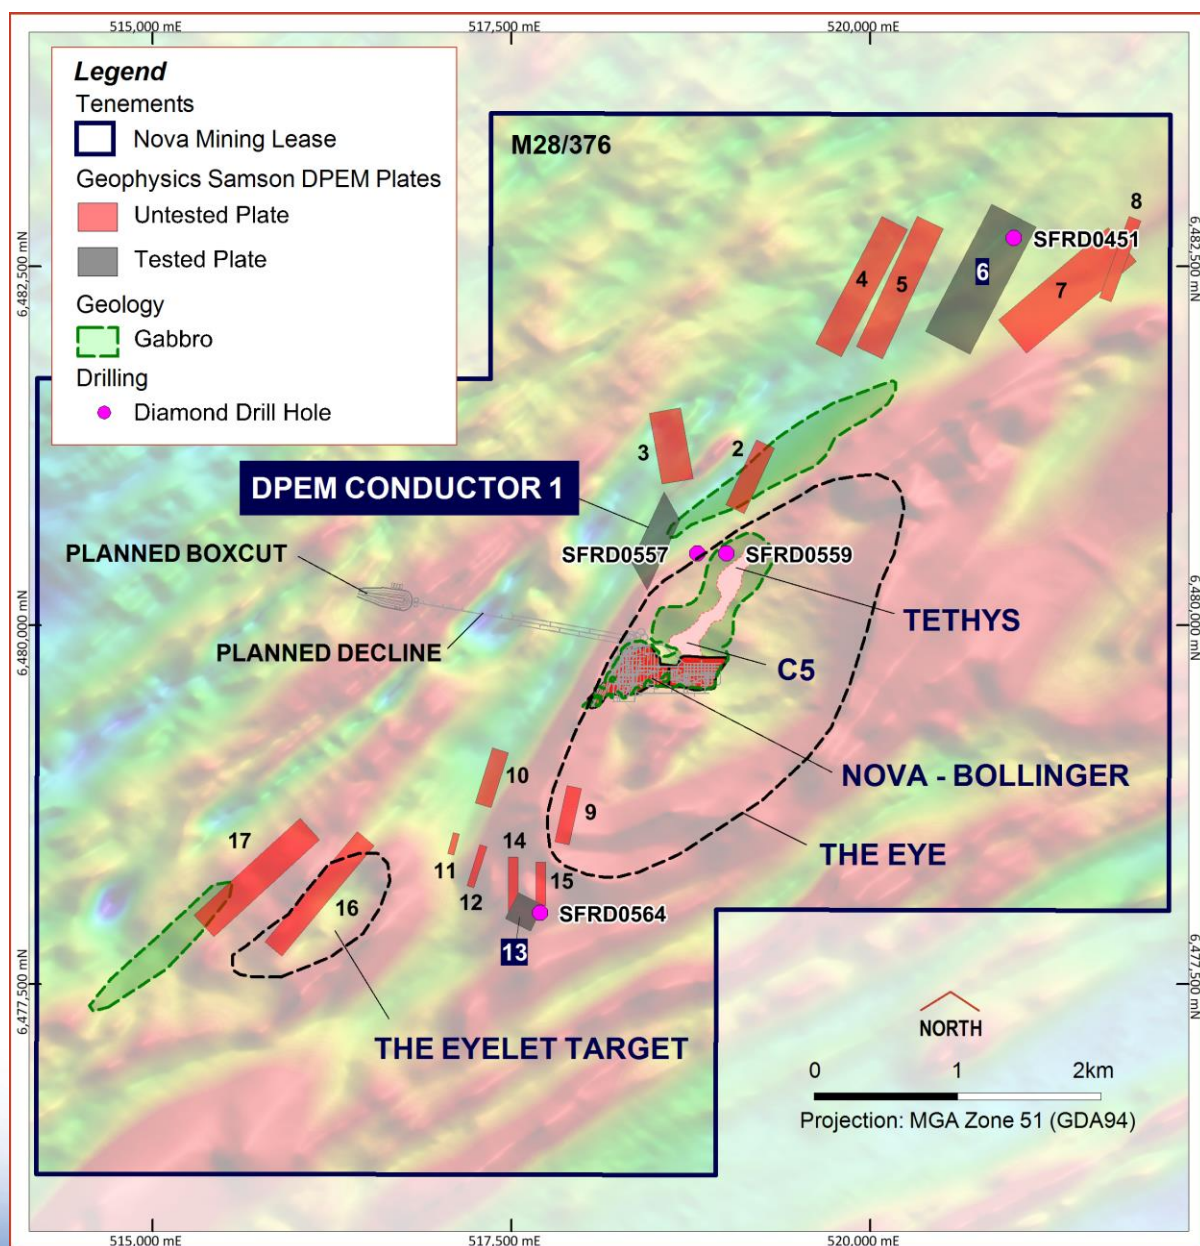 515,000 mE
517,500 mE
520,000 mE
Legend
Tenements
Nova Mining Lease
Geophysics Samson DPEM Plates
Untested Plate
Tested Plate
Geology
Gabbro
Drilling
Diamond Drill Hole
M28/376
8
SFRD0451
6,482,500 mN
6,482,500 mN
4
5
6
7
3
2
DPEM CONDUCTOR 1
PLANNED BOXCUT
SFRD0557
SFRD0559
TETHYS
6,480,000 mN
6,480,000 mN
PLANNED DECLINE
C5
NOVA - BOLLINGER
10
9
THE EYE
17
11
14
12
15
16
SFRD0564
13
6,477,500 mN
6,477,500 mN
THE EYELET TARGET
NORTH
0
1
2km
Projection: MGA Zone 51 (GDA94)
515,000 mE
517,500 mE
520,000 mE